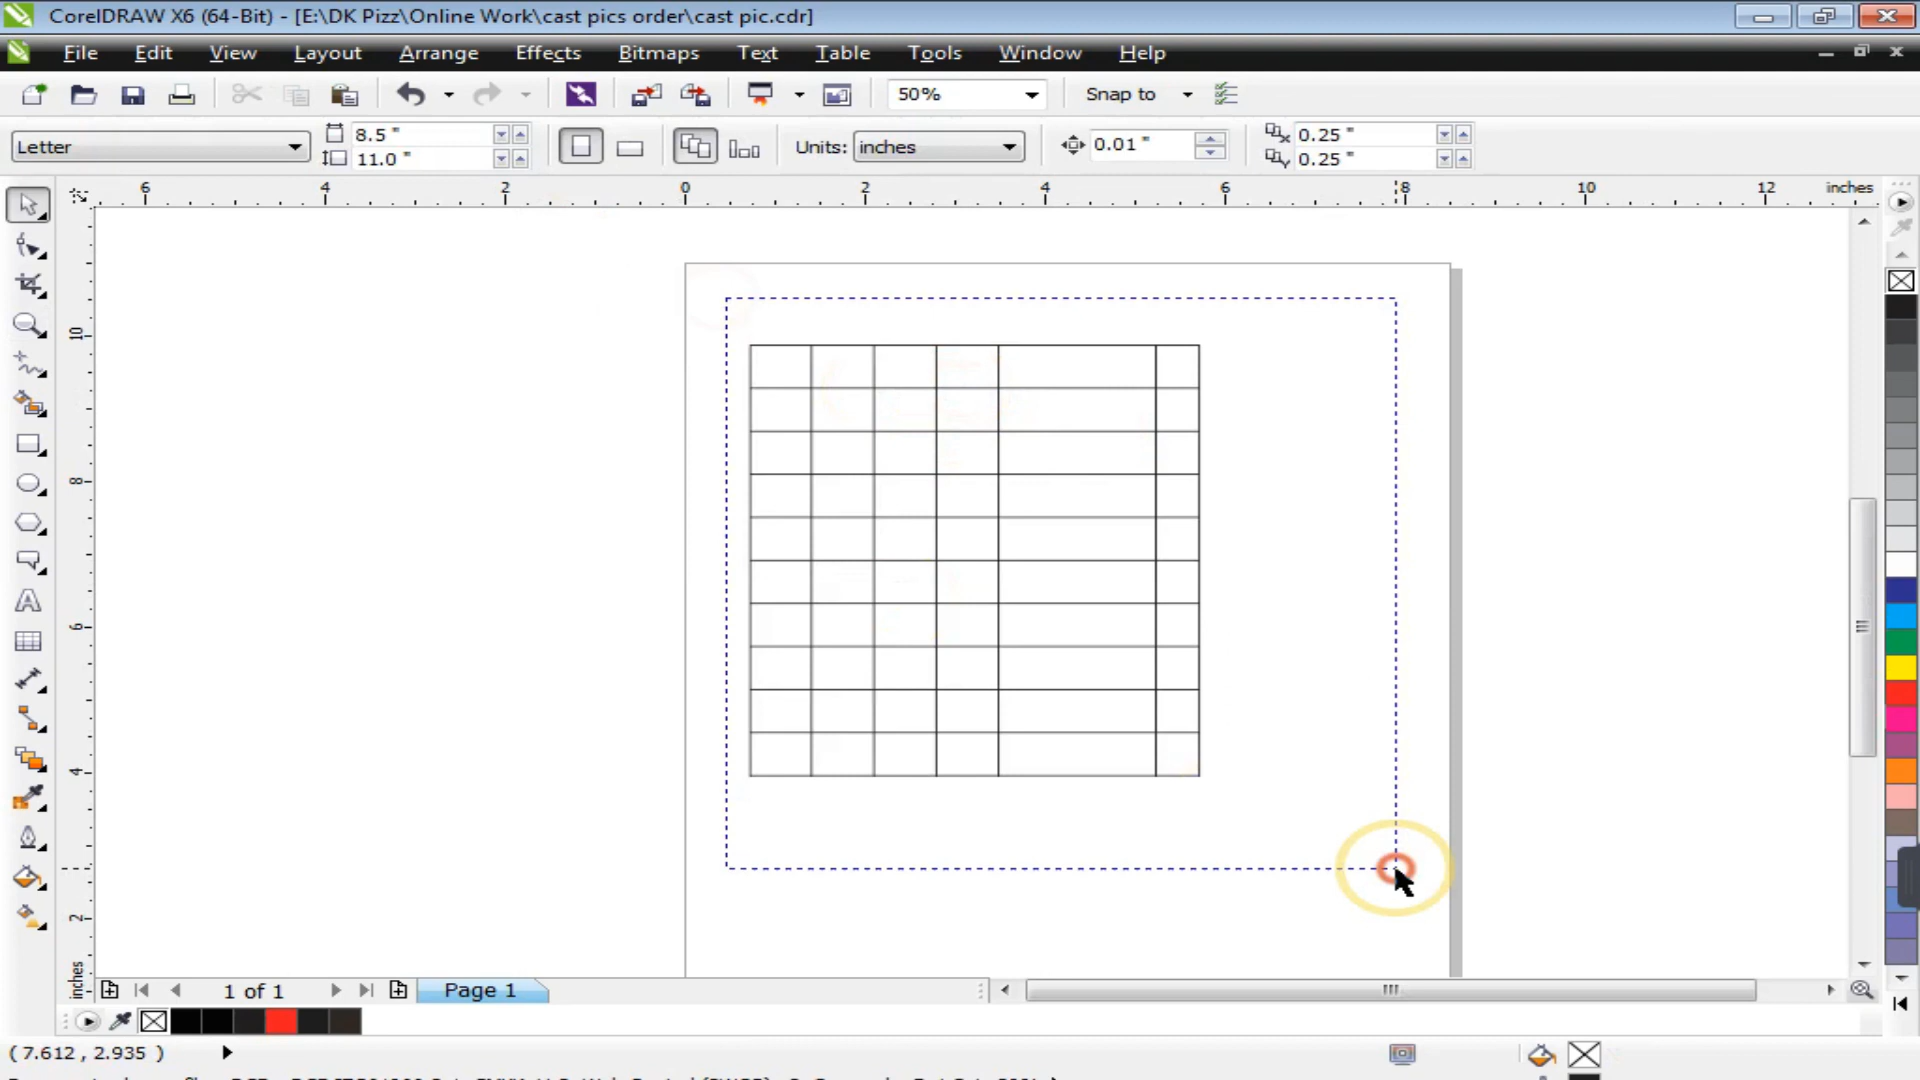 CorelDRAW X6 (64-Bit) - [E:\DK Pizz\Online Work\cast pics order\cast pic.cdr]
File Edit View Layout Arrange Effects Bitmaps Text Table Tools Window Help
50% Snap to
Letter 8.5 " 11.0 " Units: inches 0.01 " 0.25 " 0.25 "
6 4 2 0 2 4 6 8 10 12 inches
10
8
6
4
2
inches
1 of 1 Page 1
( 7.612 , 2.935 )